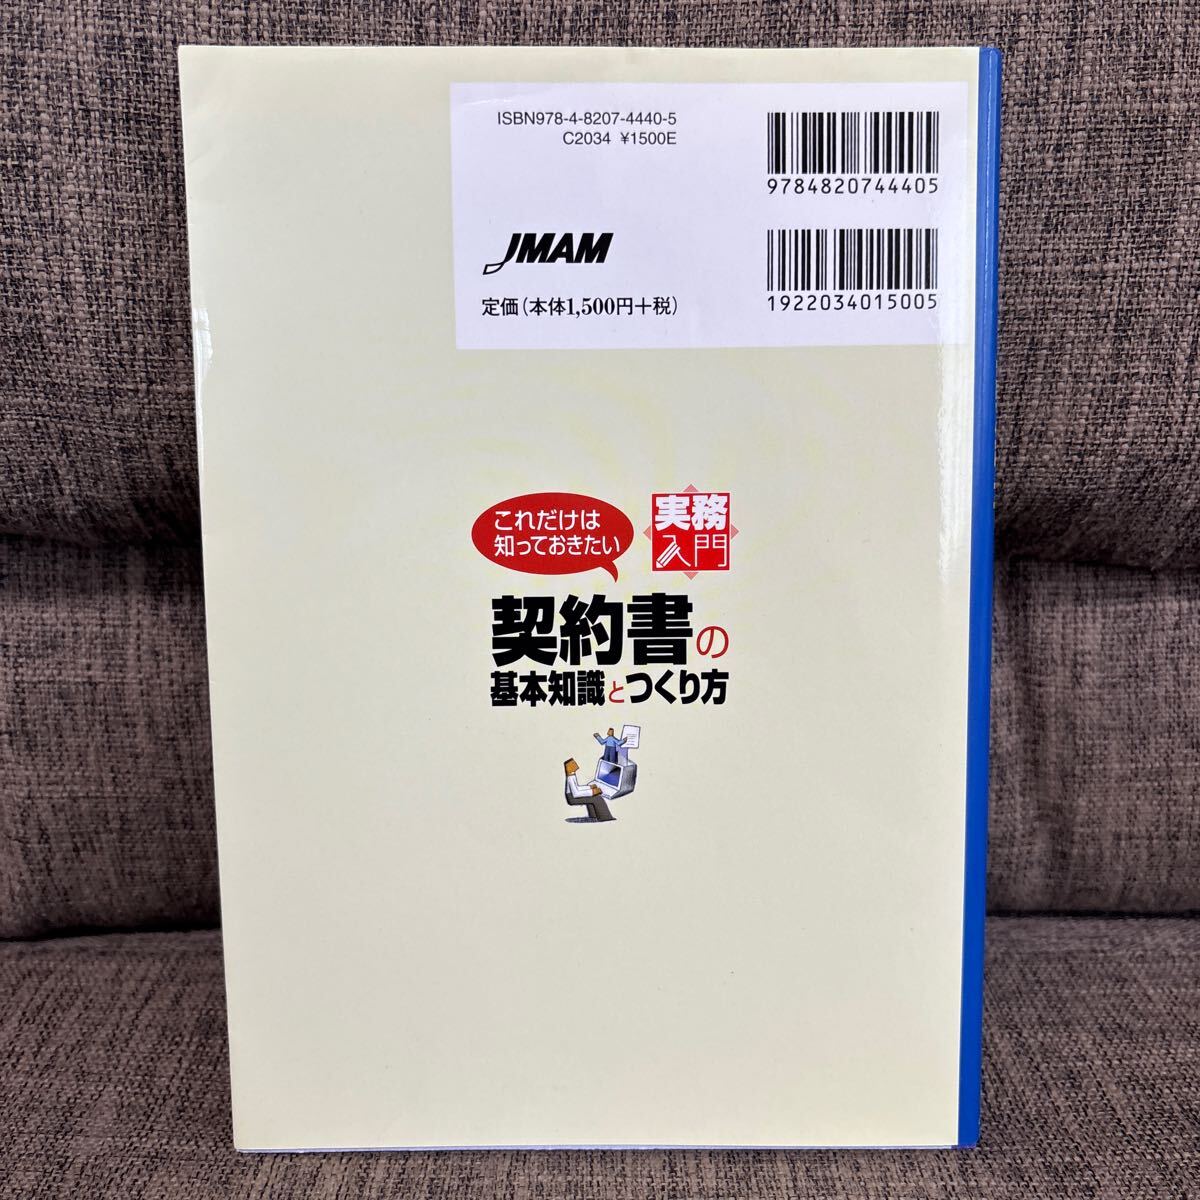 ISBN978-4-8207-4440-5
C2034 ¥1500E
9784820744405
JMAM
定価(本体1,500円+税)
1922034015005
これだけは
知っておきたい
実務
入門
契約書の
基本知識とつくり方